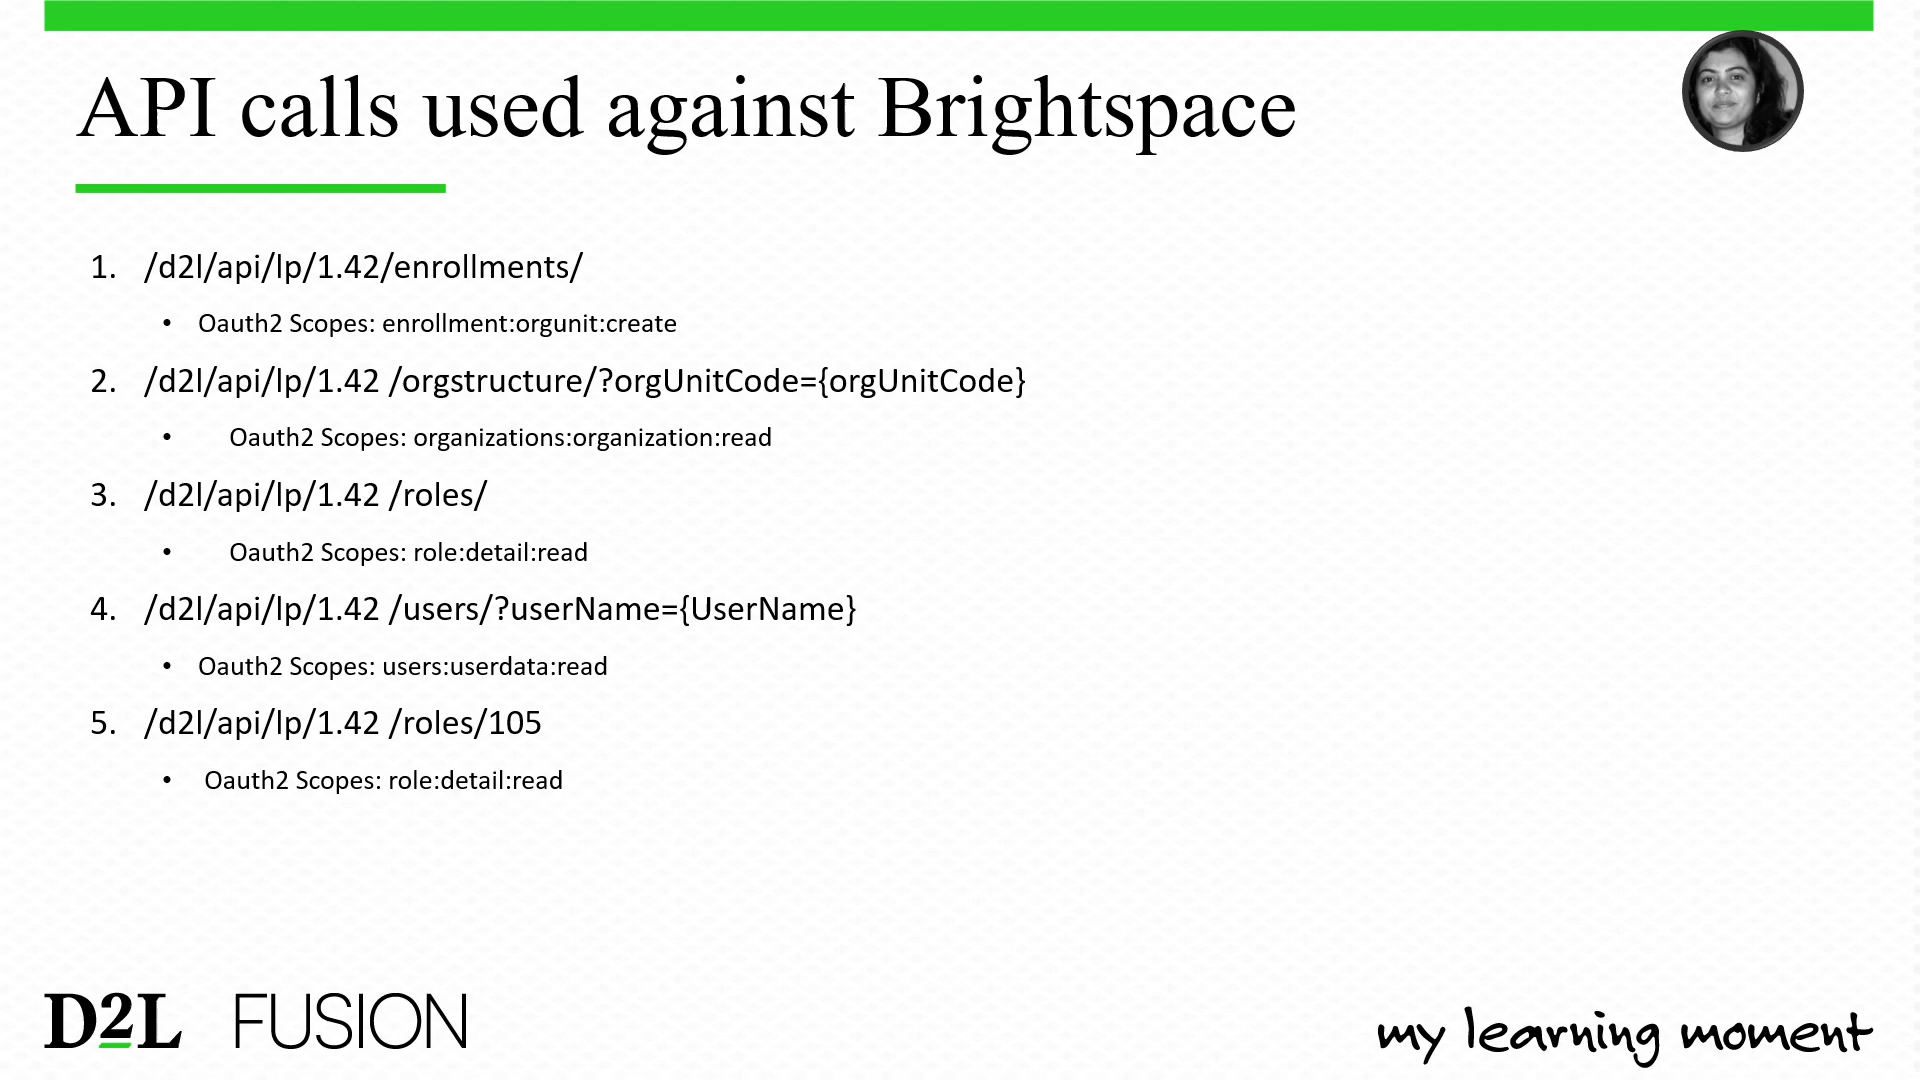 API calls used against Brightspace
1. /d2l/api/lp/1.42/enrollments/
• Oauth2 Scopes: enrollment:orgunit:create
2. /d2l/api/lp/1.42 /orgstructure/?orgUnitCode={orgUnitCode}
• Oauth2 Scopes: organizations:organization:read
3. /d2l/api/lp/1.42 /roles/
• Oauth2 Scopes: role:detail:read
4. /d2l/api/lp/1.42 /users/?userName={UserName}
• Oauth2 Scopes: users:userdata:read
5. /d2l/api/lp/1.42 /roles/105
• Oauth2 Scopes: role:detail:read
D2L FUSION
my learning moment